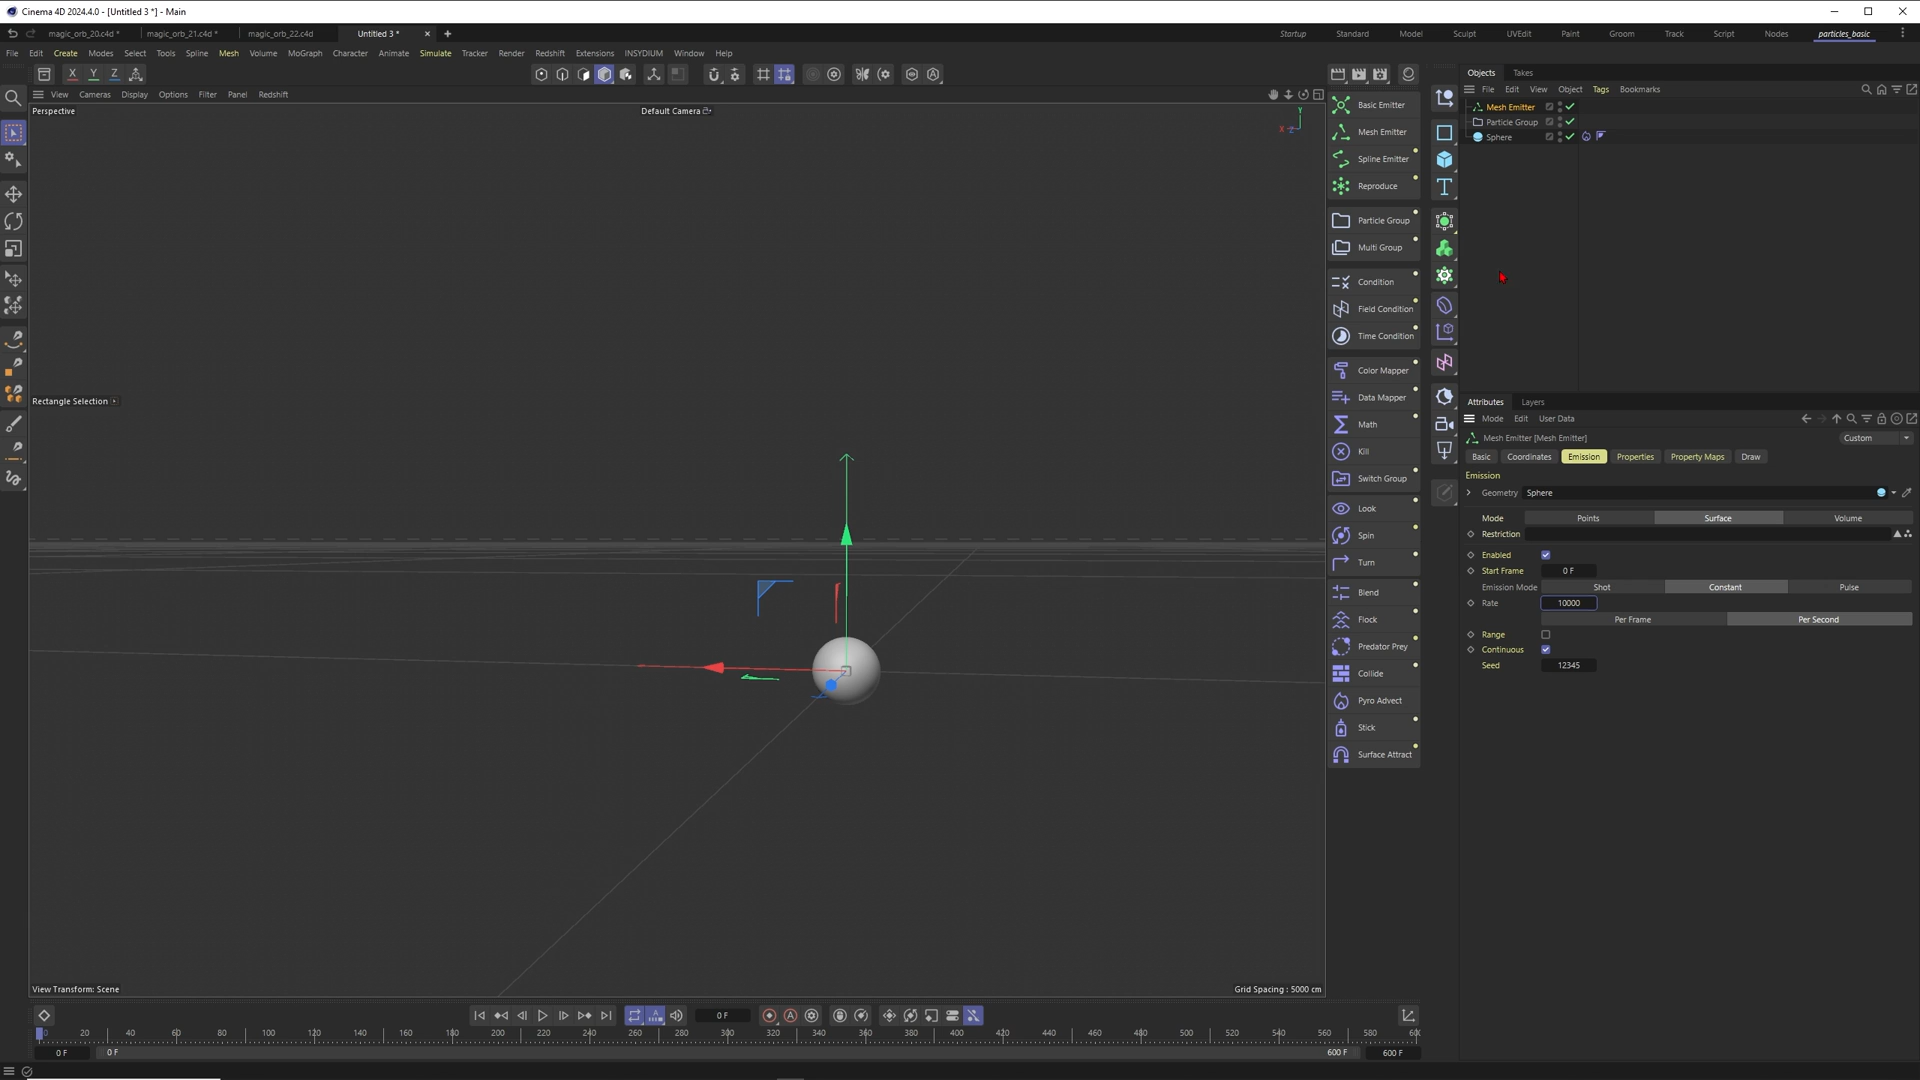 Cinema 4D 2024.4.0 - [Untitled 3 *] - Main
magic_orb_20.c4d * magic_orb_21.c4d * magic_orb_22.c4d Untitled 3 * × +
Startup Standard Model Sculpt UVEdit Paint Groom Track Script Nodes particles_basic
File Edit Create Modes Select Tools Spline Mesh Volume MoGraph Character Animate Simulate Tracker Render Redshift Extensions INSYDIUM Window Help
X Y Z
View Cameras Display Options Filter Panel Redshift
Perspective
Default Camera
Y
X Z
Rectangle Selection
View Transform: Scene
Grid Spacing : 5000 cm
Basic Emitter
Mesh Emitter
Spline Emitter
Reproduce
Particle Group
Multi Group
Condition
Field Condition
Time Condition
Color Mapper
Data Mapper
Math
Kill
Switch Group
Look
Spin
Turn
Blend
Flock
Predator Prey
Collide
Pyro Advect
Stick
Surface Attract
Objects Takes
File Edit View Object Tags Bookmarks
Mesh Emitter
Particle Group
Sphere
Attributes Layers
Mode Edit User Data
Mesh Emitter [Mesh Emitter]
Custom
Basic Coordinates Emission Properties Property Maps Draw
Emission
Geometry Sphere
Mode Points Surface Volume
Restriction
Enabled
Start Frame 0 F
Emission Mode Shot Constant Pulse
Rate 10000
Per Frame Per Second
Range
Continuous
Seed 12345
0 F
0 20 40 60 80 100 120 140 160 180 200 220 240 260 280 300 320 340 360 380 400 420 440 460 480 500 520 540 560 580
0 F 0 F 600 F 600 F